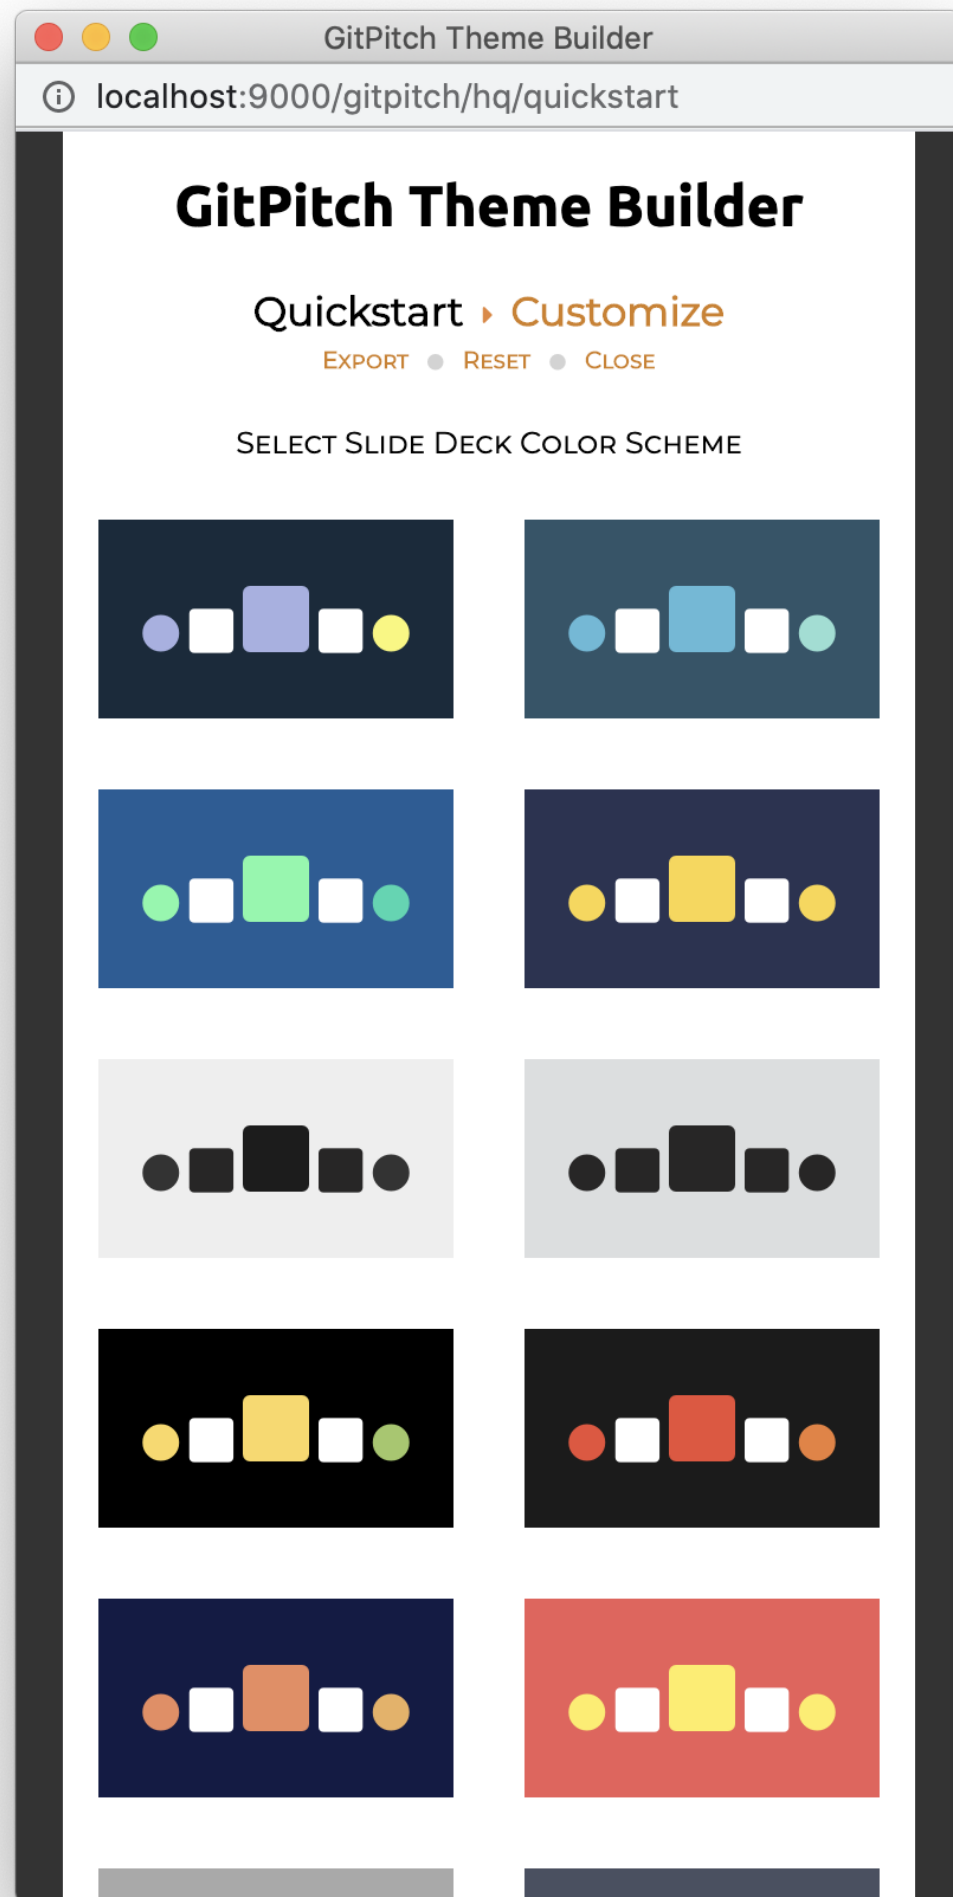 GitPitch Theme Builder
localhost:9000/gitpitch/hq/quickstart
GitPitch Theme Builder
Quickstart Customize
Export Reset Close
Select Slide Deck Color Scheme